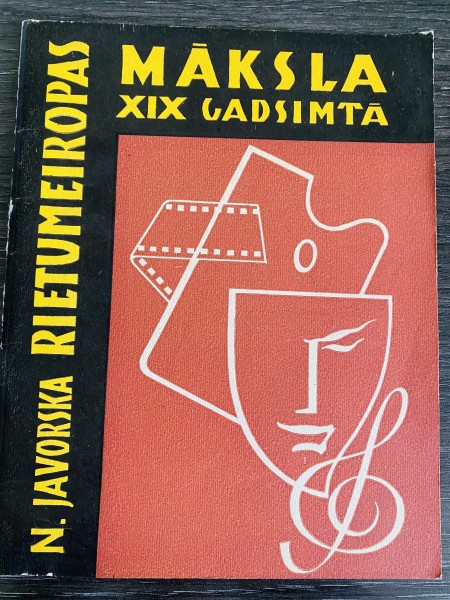 N. JAVORSKA RIETUMEIROPAS
MĀKSLA
XIX GADSIMTĀ